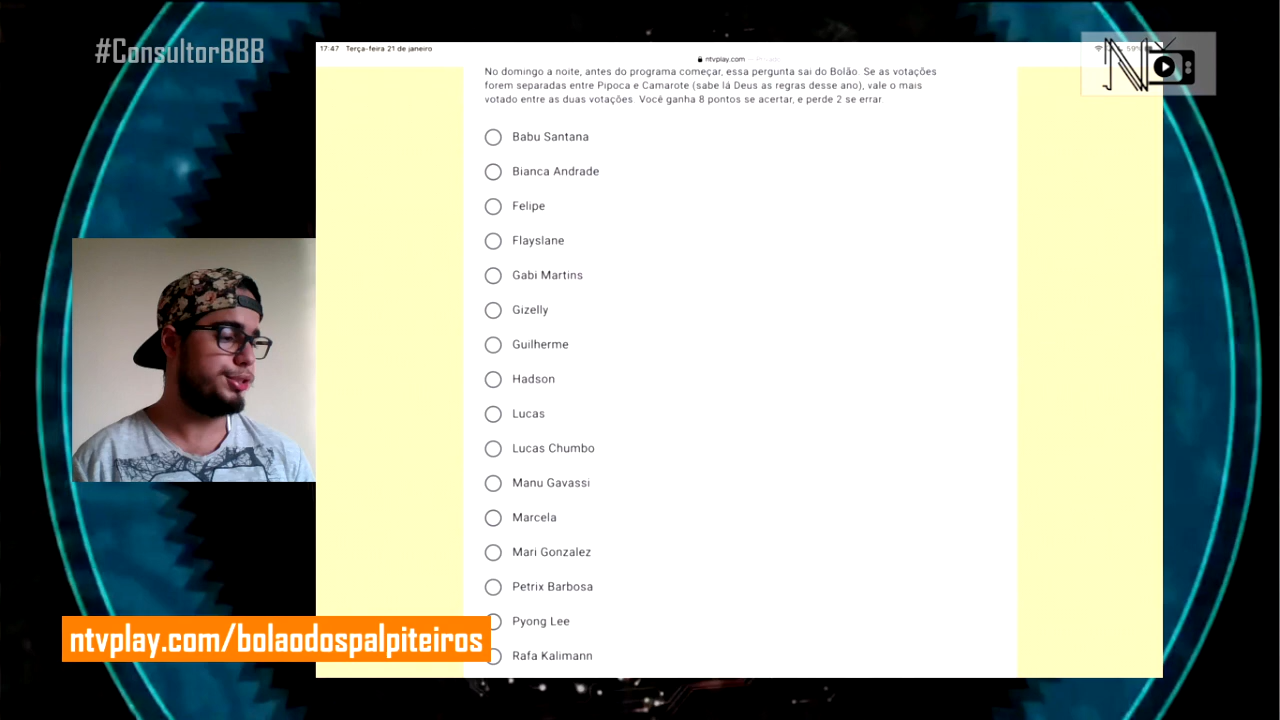 #ConsultorBBB
17:47 Terça-feira 21 de janeiro
ntvplay.com
59%
No domingo a noite, antes do programa começar, essa pergunta sai do Bolão. Se as votações
forem separadas entre Pipoca e Camarote (sabe lá Deus as regras desse ano), vale o mais
votado entre as duas votações. Você ganha 8 pontos se acertar, e perde 2 se errar.
Babu Santana
Bianca Andrade
Felipe
Flayslane
Gabi Martins
Gizelly
Guilherme
Hadson
Lucas
Lucas Chumbo
Manu Gavassi
Marcela
Mari Gonzalez
Petrix Barbosa
Pyong Lee
Rafa Kalimann
ntvplay.com/bolaodospalpiteiros